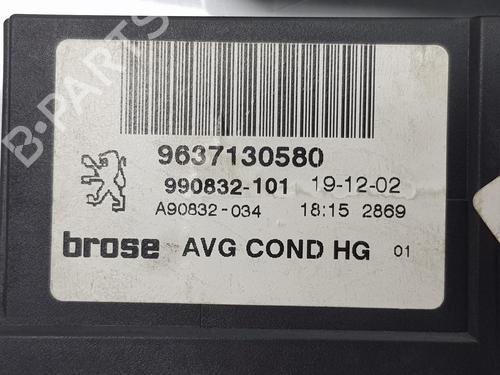 B-PARTS
9637130580
990832-101 19-12-02
A90832-034 18:15 2869
brose AVG COND HG 01